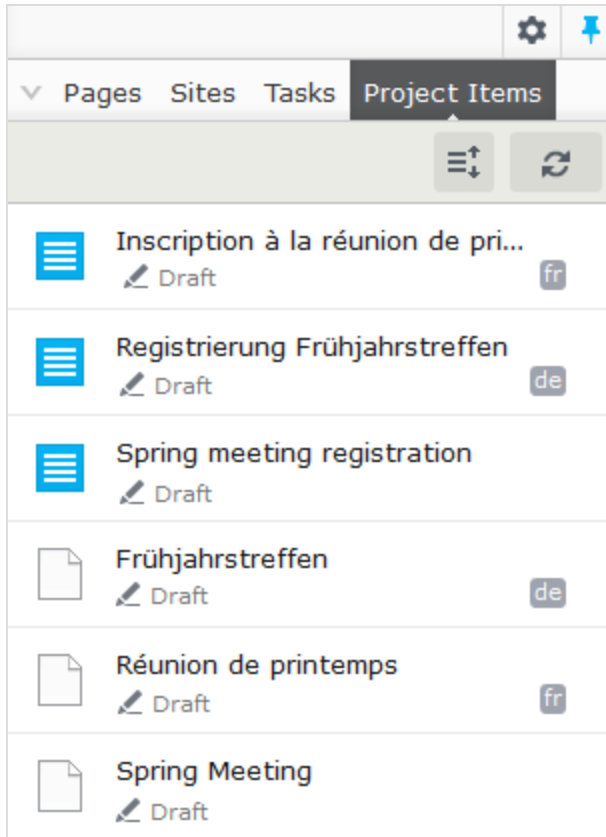 Pages Sites Tasks Project Items
Inscription à la réunion de pri...
Draft fr
Registrierung Frühjahrstreffen
Draft de
Spring meeting registration
Draft
Frühjahrstreffen
Draft de
Réunion de printemps
Draft fr
Spring Meeting
Draft